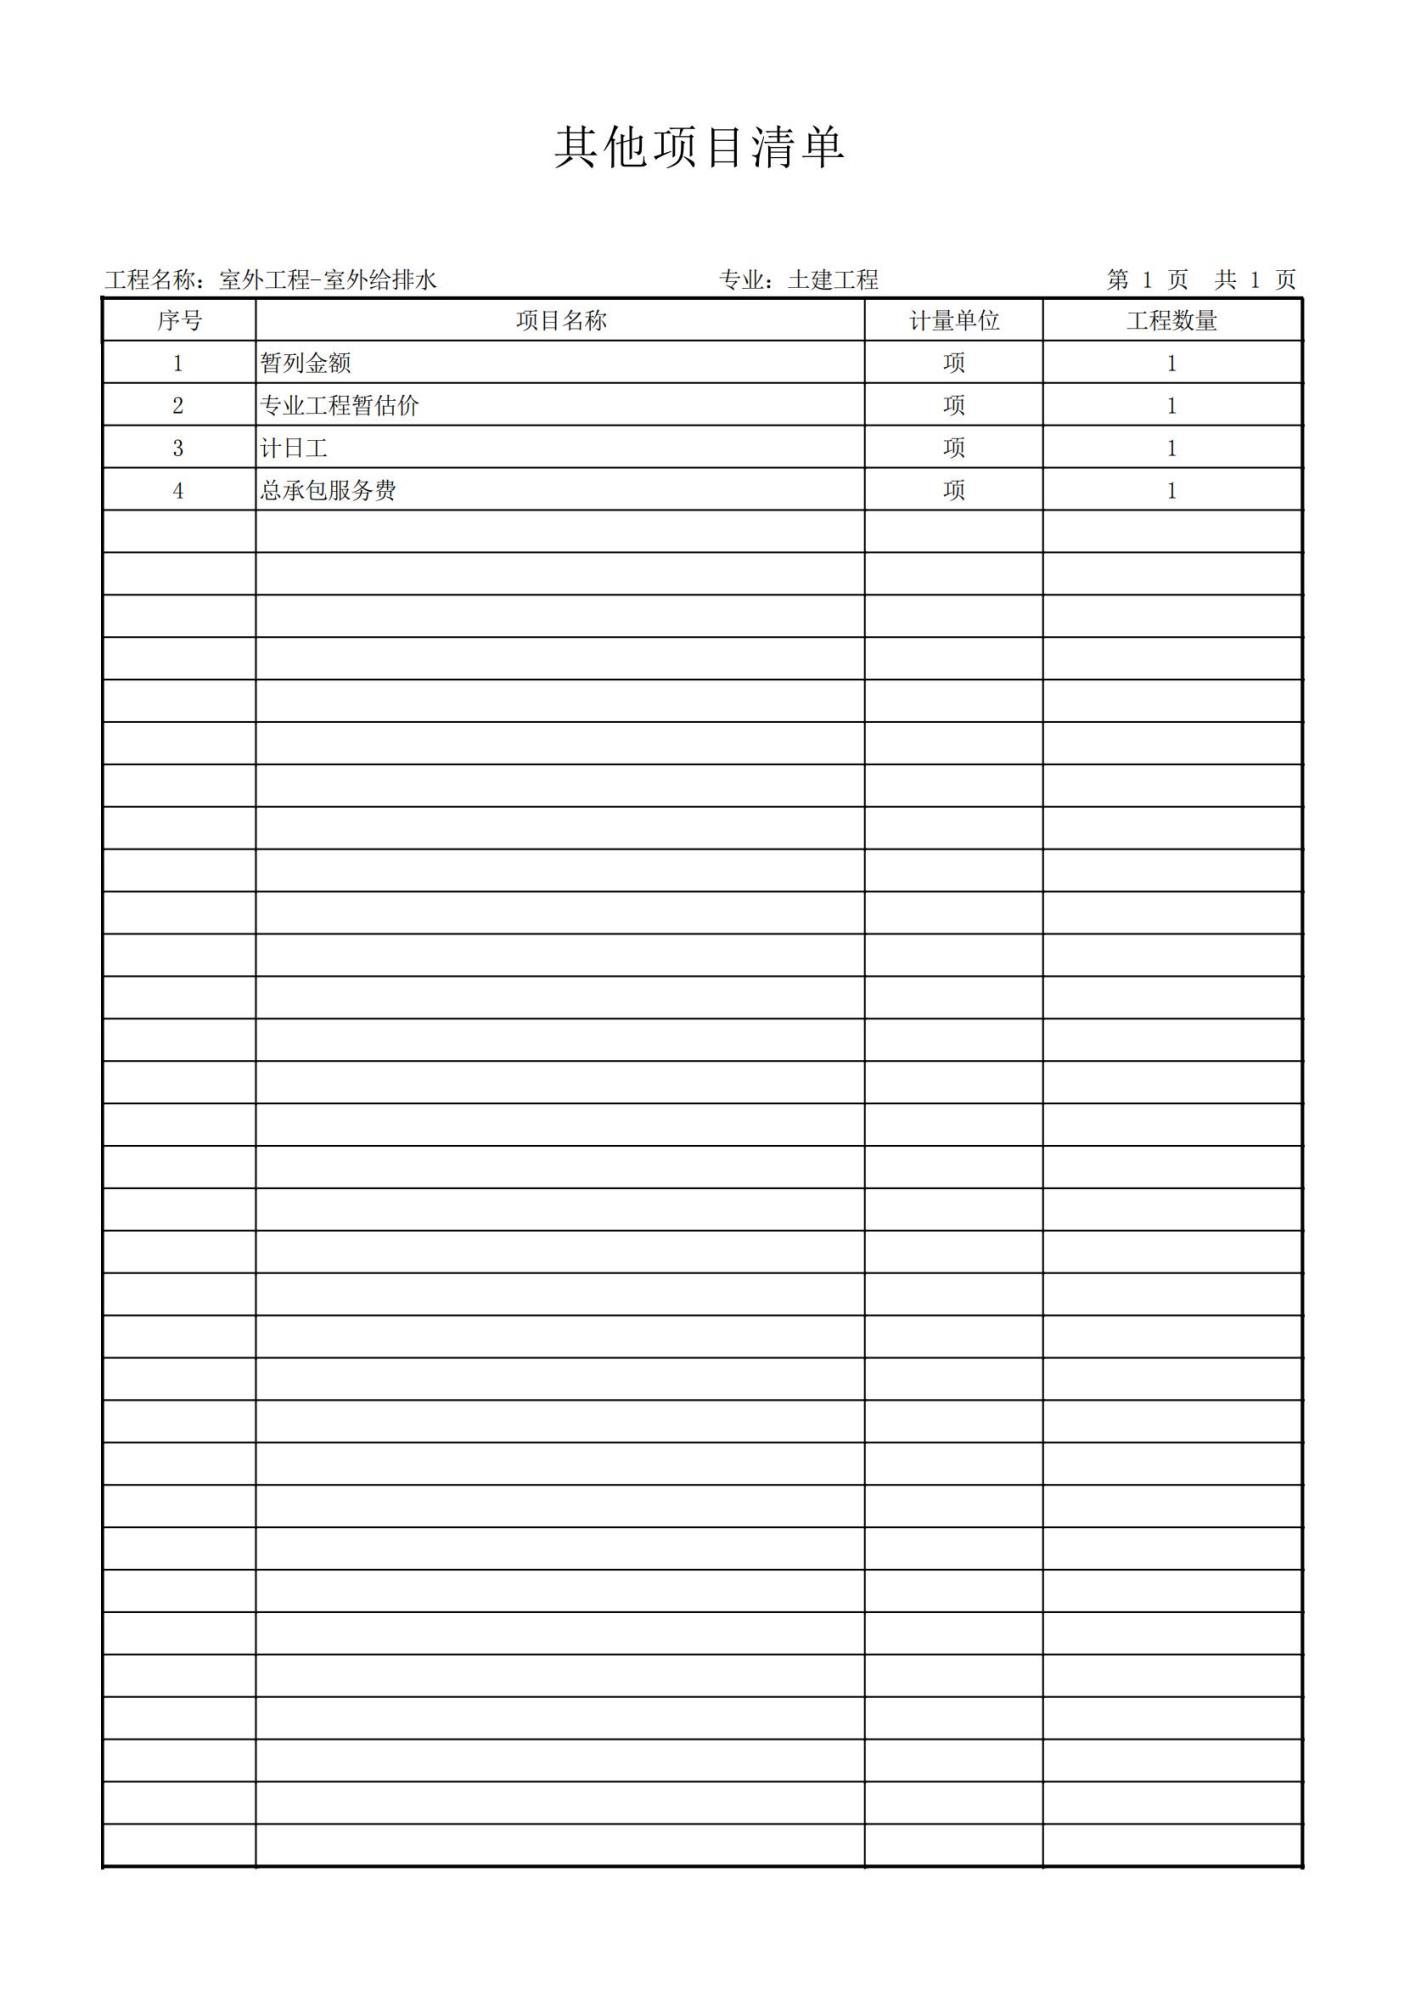 其他项目清单
工程名称：室外工程-室外给排水 专业：土建工程 第 1 页 共 1 页
序号 项目名称 计量单位 工程数量
1 暂列金额 项 1
2 专业工程暂估价 项 1
3 计日工 项 1
4 总承包服务费 项 1